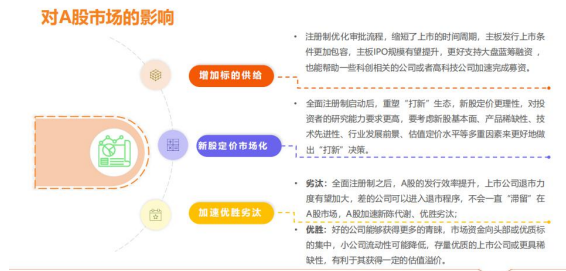 对A股市场的影响
增加标的供给
• 注册制优化审批流程，缩短了上市的时间周期，主板发行上市条
件更加包容，主板IPO规模有望提升，更好支持大盘蓝筹融资，
也能帮助一些科创相关的公司或者高科技公司加速完成募资。
新股定价市场化
• 全面注册制启动后，重塑“打新”生态，新股定价更理性，对投
资者的研究能力要求更高，要考虑新股基本面、产品稀缺性、技
术先进性、行业发展前景、估值定价水平等多重因素来更好地做
出“打新”决策。
加速优胜劣汰
• 劣汰：全面注册制之后，A股的发行效率提升，上市公司退市力
度有望加大，差的公司可以进入退市程序，不会一直“滞留”在
A股市场，A股加速新陈代谢、优胜劣汰；
• 优胜：好的公司能够获得更多的青睐，市场资金向头部或优质标
的集中，小公司流动性可能降低，存量优质的上市公司或更具稀
缺性，有利于其获得一定的估值溢价。